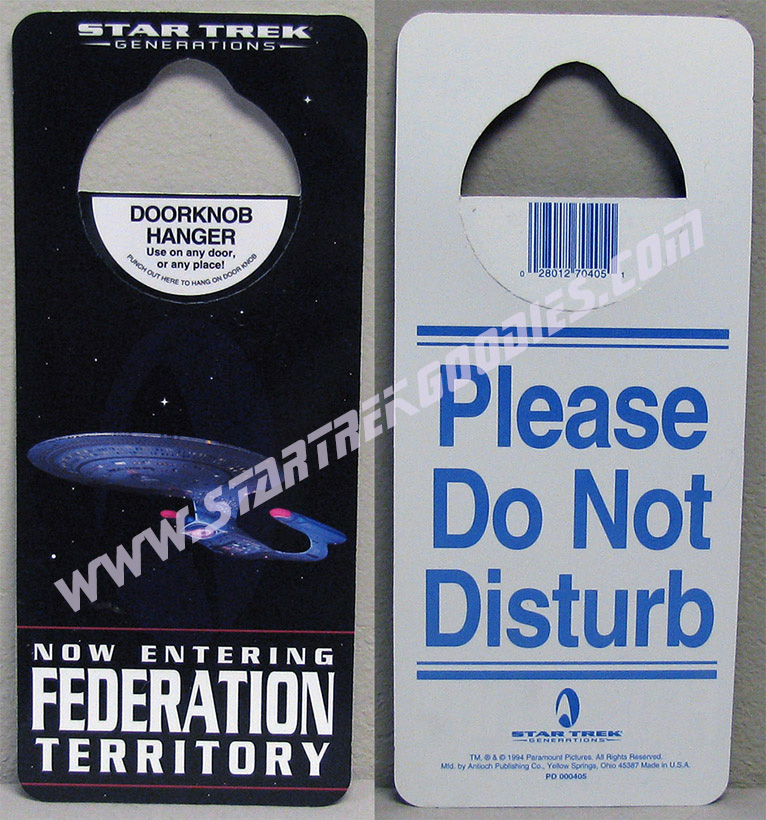 STAR TREK
GENERATIONS
DOORKNOB
HANGER
Use on any door,
or any place!
PUNCH OUT HERE TO HANG ON DOOR KNOB
NOW ENTERING
FEDERATION
TERRITORY
0 28012 70405 1
Please
Do Not
Disturb
STAR TREK
GENERATIONS
TM, ® & © 1994 Paramount Pictures. All Rights Reserved.
Mfd. by Antioch Publishing Co., Yellow Springs, Ohio 45387 Made in U.S.A.
PD 000405
WWW.STARTREKGOODIES.COM